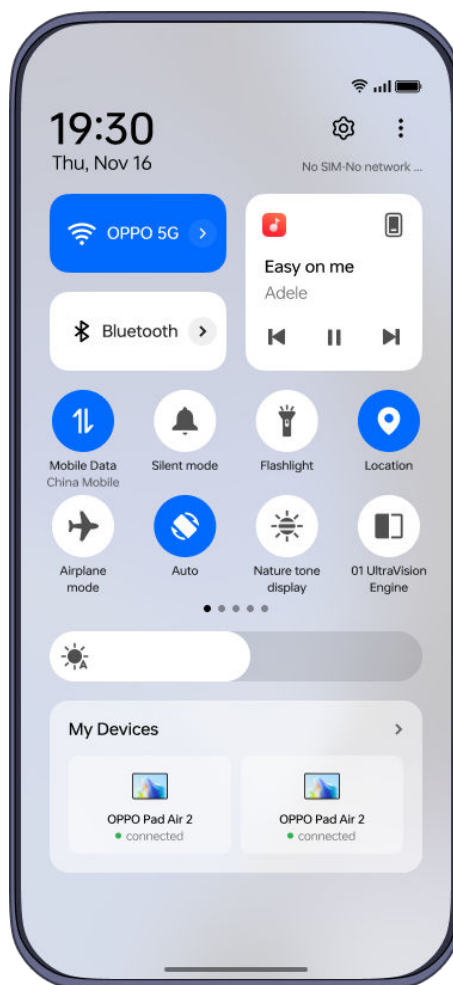 19:30
Thu, Nov 16
No SIM-No network ...
OPPO 5G
Easy on me
Adele
Bluetooth
Mobile Data
China Mobile
Silent mode
Flashlight
Location
Airplane
mode
Auto
Nature tone
display
01 UltraVision
Engine
A
My Devices
OPPO Pad Air 2
connected
OPPO Pad Air 2
connected